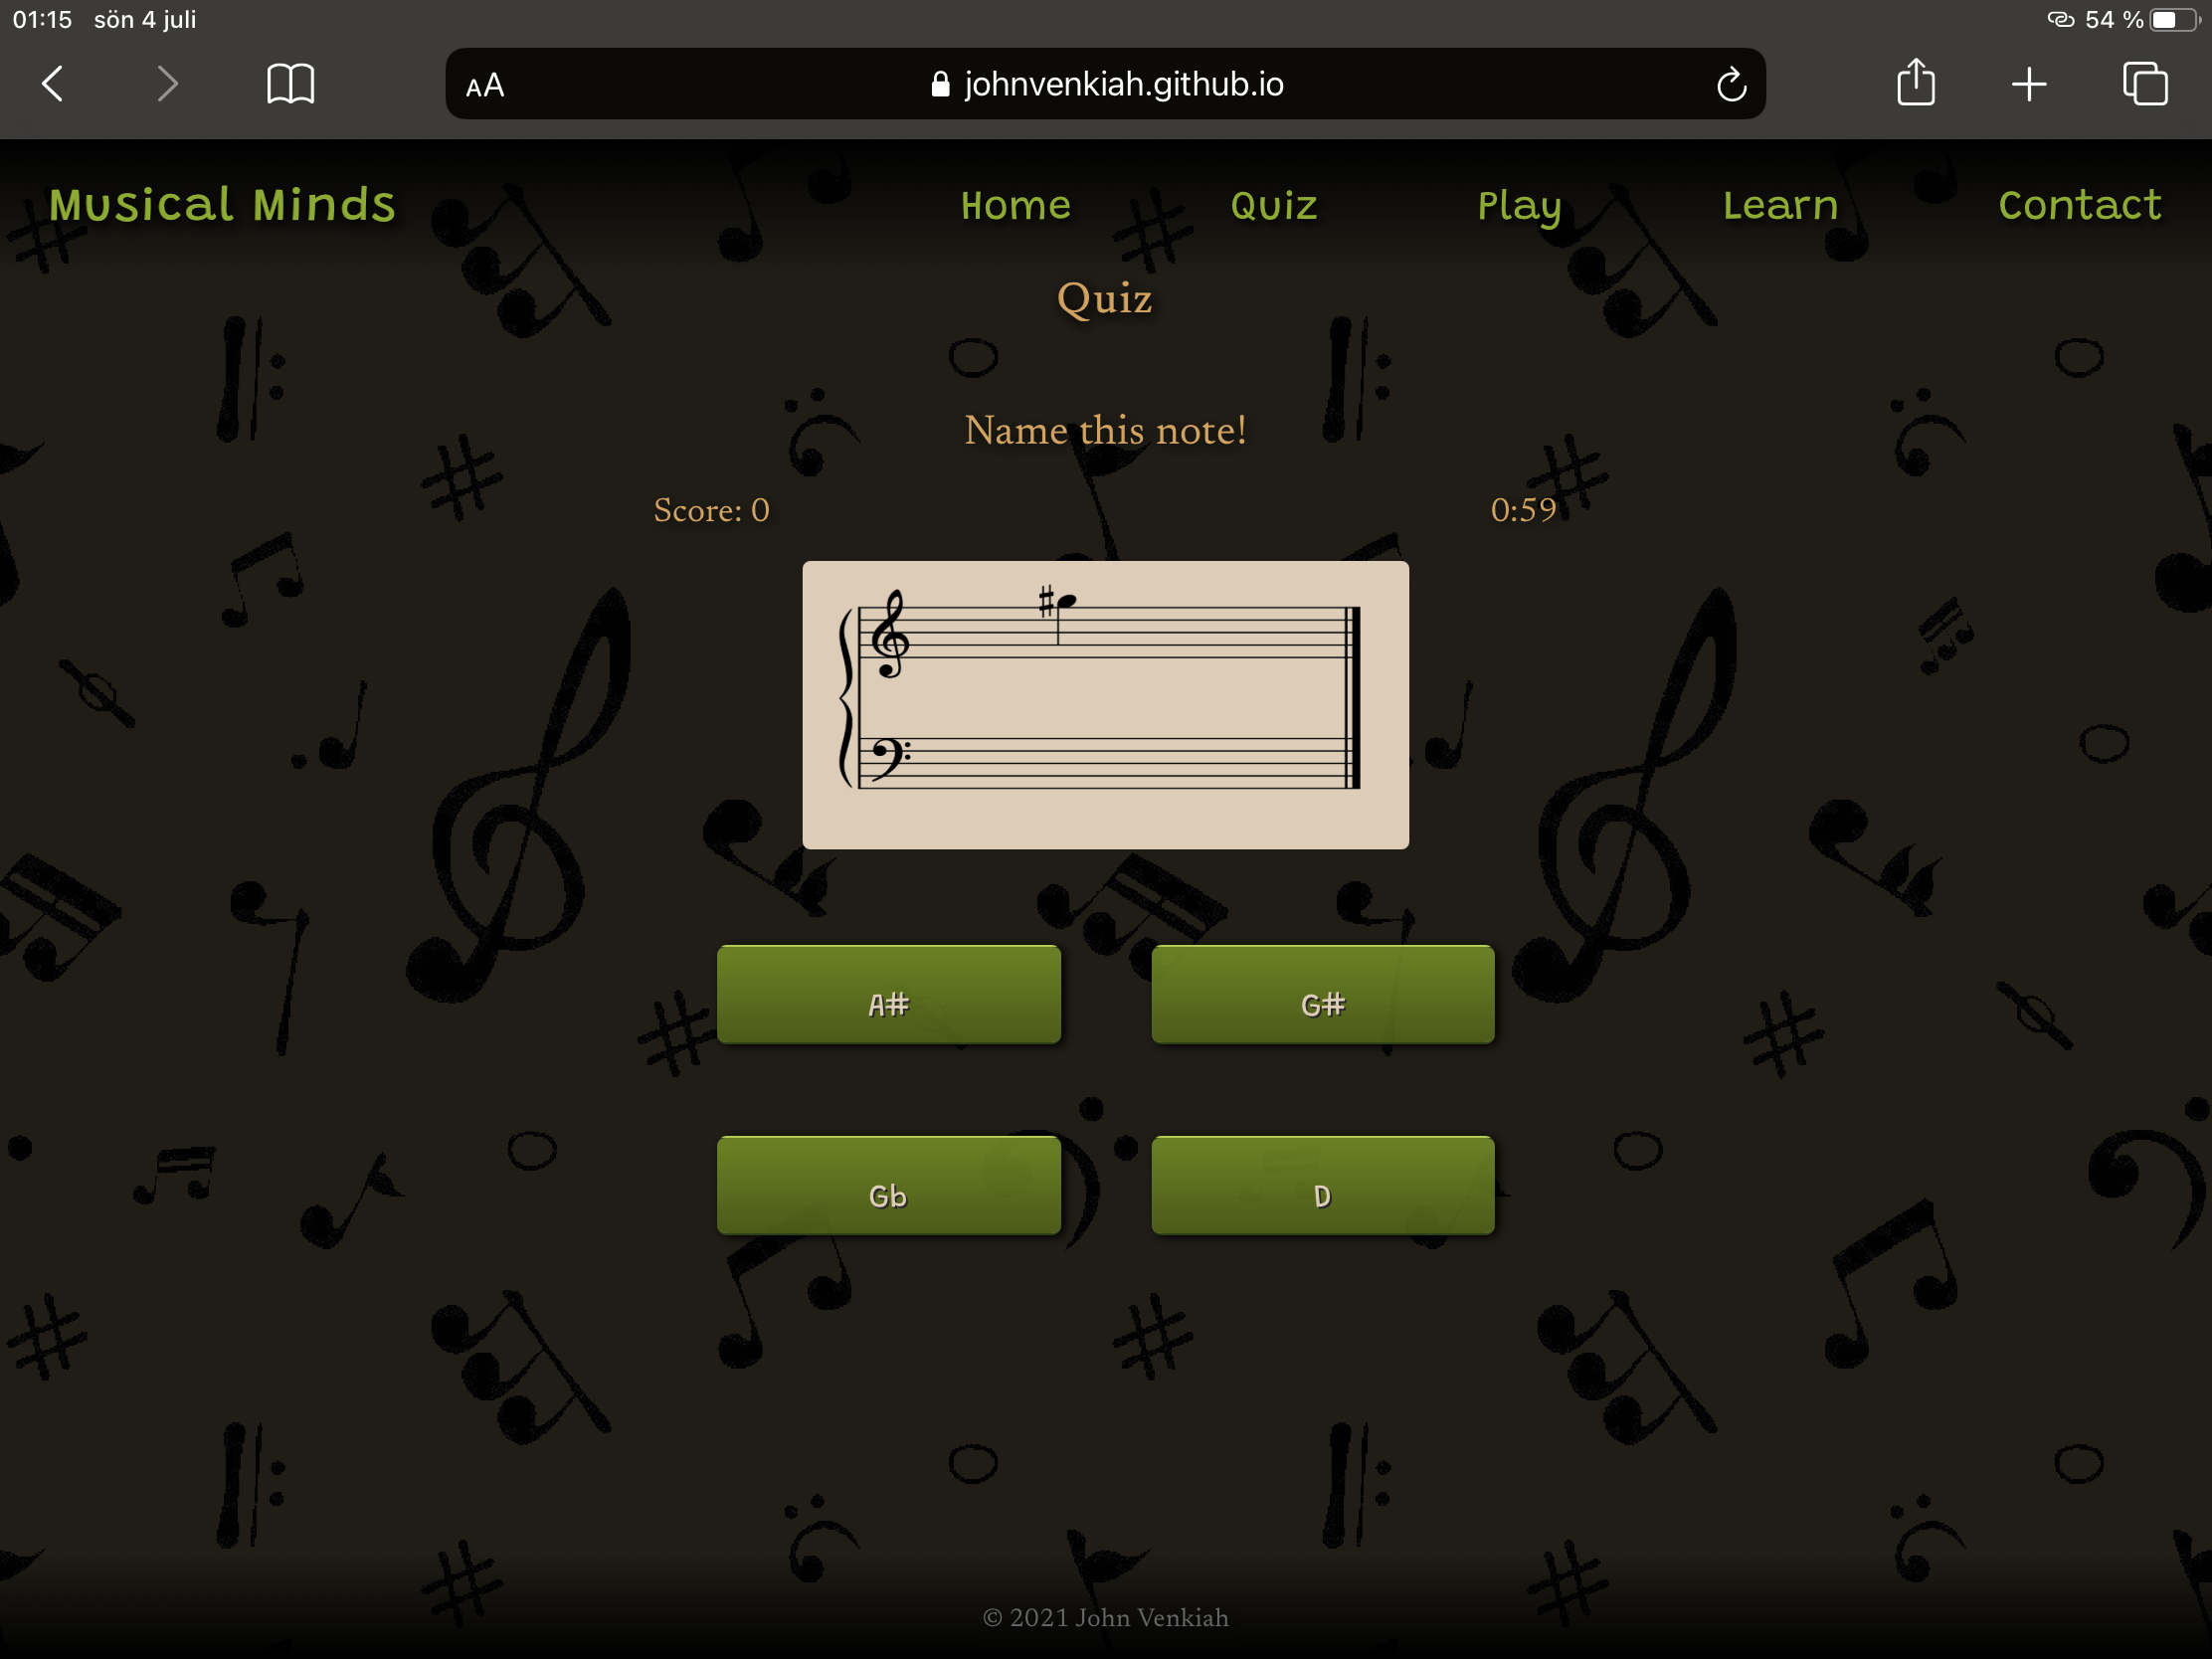 01:15 sön 4 juli 54 %
AA johnvenkiah.github.io
Musical Minds Home Quiz Play Learn Contact
Quiz
Name this note!
Score: 0 0:59
A# G#
Gb D
© 2021 John Venkiah